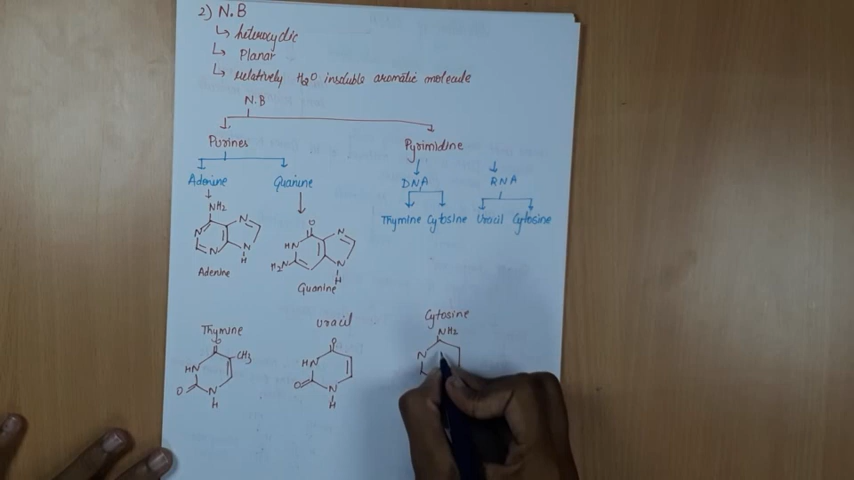 2) N.B
↳ heterocyclic
↳ Planar
↳ relatively H2O insoluble aromatic molecule
N.B
Purines Pyrimidine
Adenine Guanine DNA RNA
Thymine Cytosine Uracil Cytosine
NH2 N N N N H
O HN H2N N N H
Adenine
Guanine
Thymine Uracil Cytosine
O CH3 HN O N H
O HN O N H
NH2 N